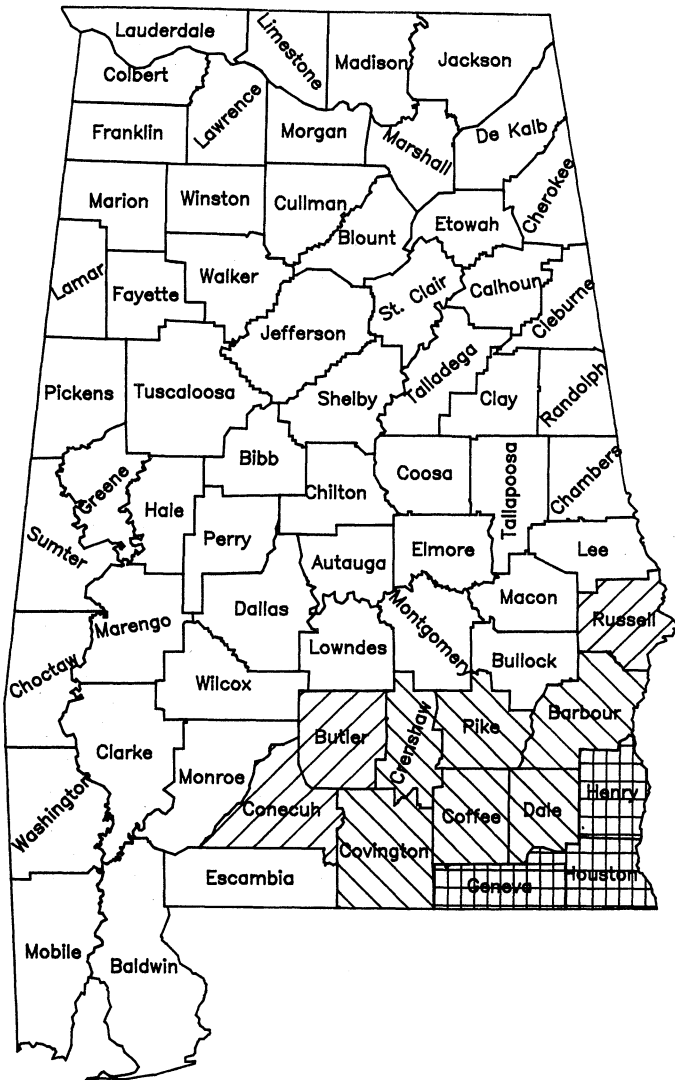 Lauderdale
Limestone
Madison
Jackson
Colbert
Lawrence
Franklin
Morgan
Marshall
De Kalb
Cherokee
Marion
Winston
Cullman
Blount
Etowah
Lamar
Fayette
Walker
Jefferson
St. Clair
Calhoun
Cleburne
Pickens
Tuscaloosa
Shelby
Talladega
Clay
Randolph
Greene
Hale
Bibb
Chilton
Coosa
Tallapoosa
Chambers
Sumter
Perry
Autauga
Elmore
Lee
Marengo
Dallas
Lowndes
Montgomery
Macon
Russell
Choctaw
Wilcox
Bullock
Clarke
Monroe
Butler
Crenshaw
Pike
Barbour
Washington
Conecuh
Covington
Coffee
Dale
Henry
Escambia
Geneva
Houston
Mobile
Baldwin